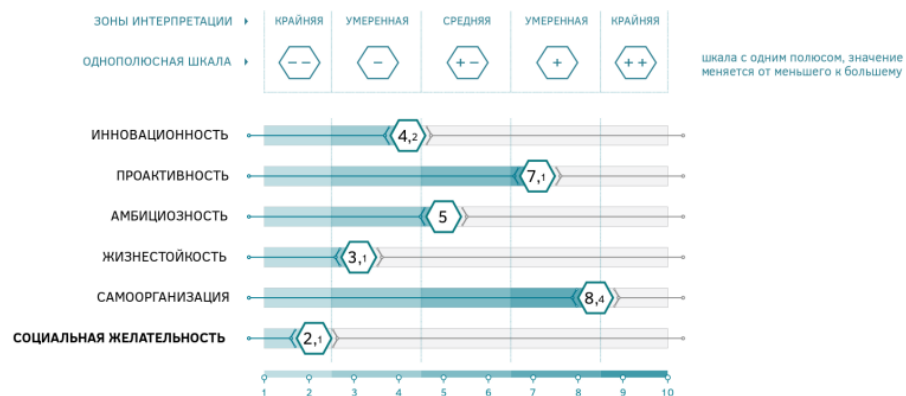 ЗОНЫ ИНТЕРПРЕТАЦИИ КРАЙНЯЯ УМЕРЕННАЯ СРЕДНЯЯ УМЕРЕННАЯ КРАЙНЯЯ
ОДНОПОЛЮСНАЯ ШКАЛА -- - +- + ++ шкала с одним полюсом, значение
меняется от меньшего к большему
ИННОВАЦИОННОСТЬ 4,2
ПРОАКТИВНОСТЬ 7,1
АМБИЦИОЗНОСТЬ 5
ЖИЗНЕСТОЙКОСТЬ 3,1
САМООРГАНИЗАЦИЯ 8,4
СОЦИАЛЬНАЯ ЖЕЛАТЕЛЬНОСТЬ 2,1
1 2 3 4 5 6 7 8 9 10